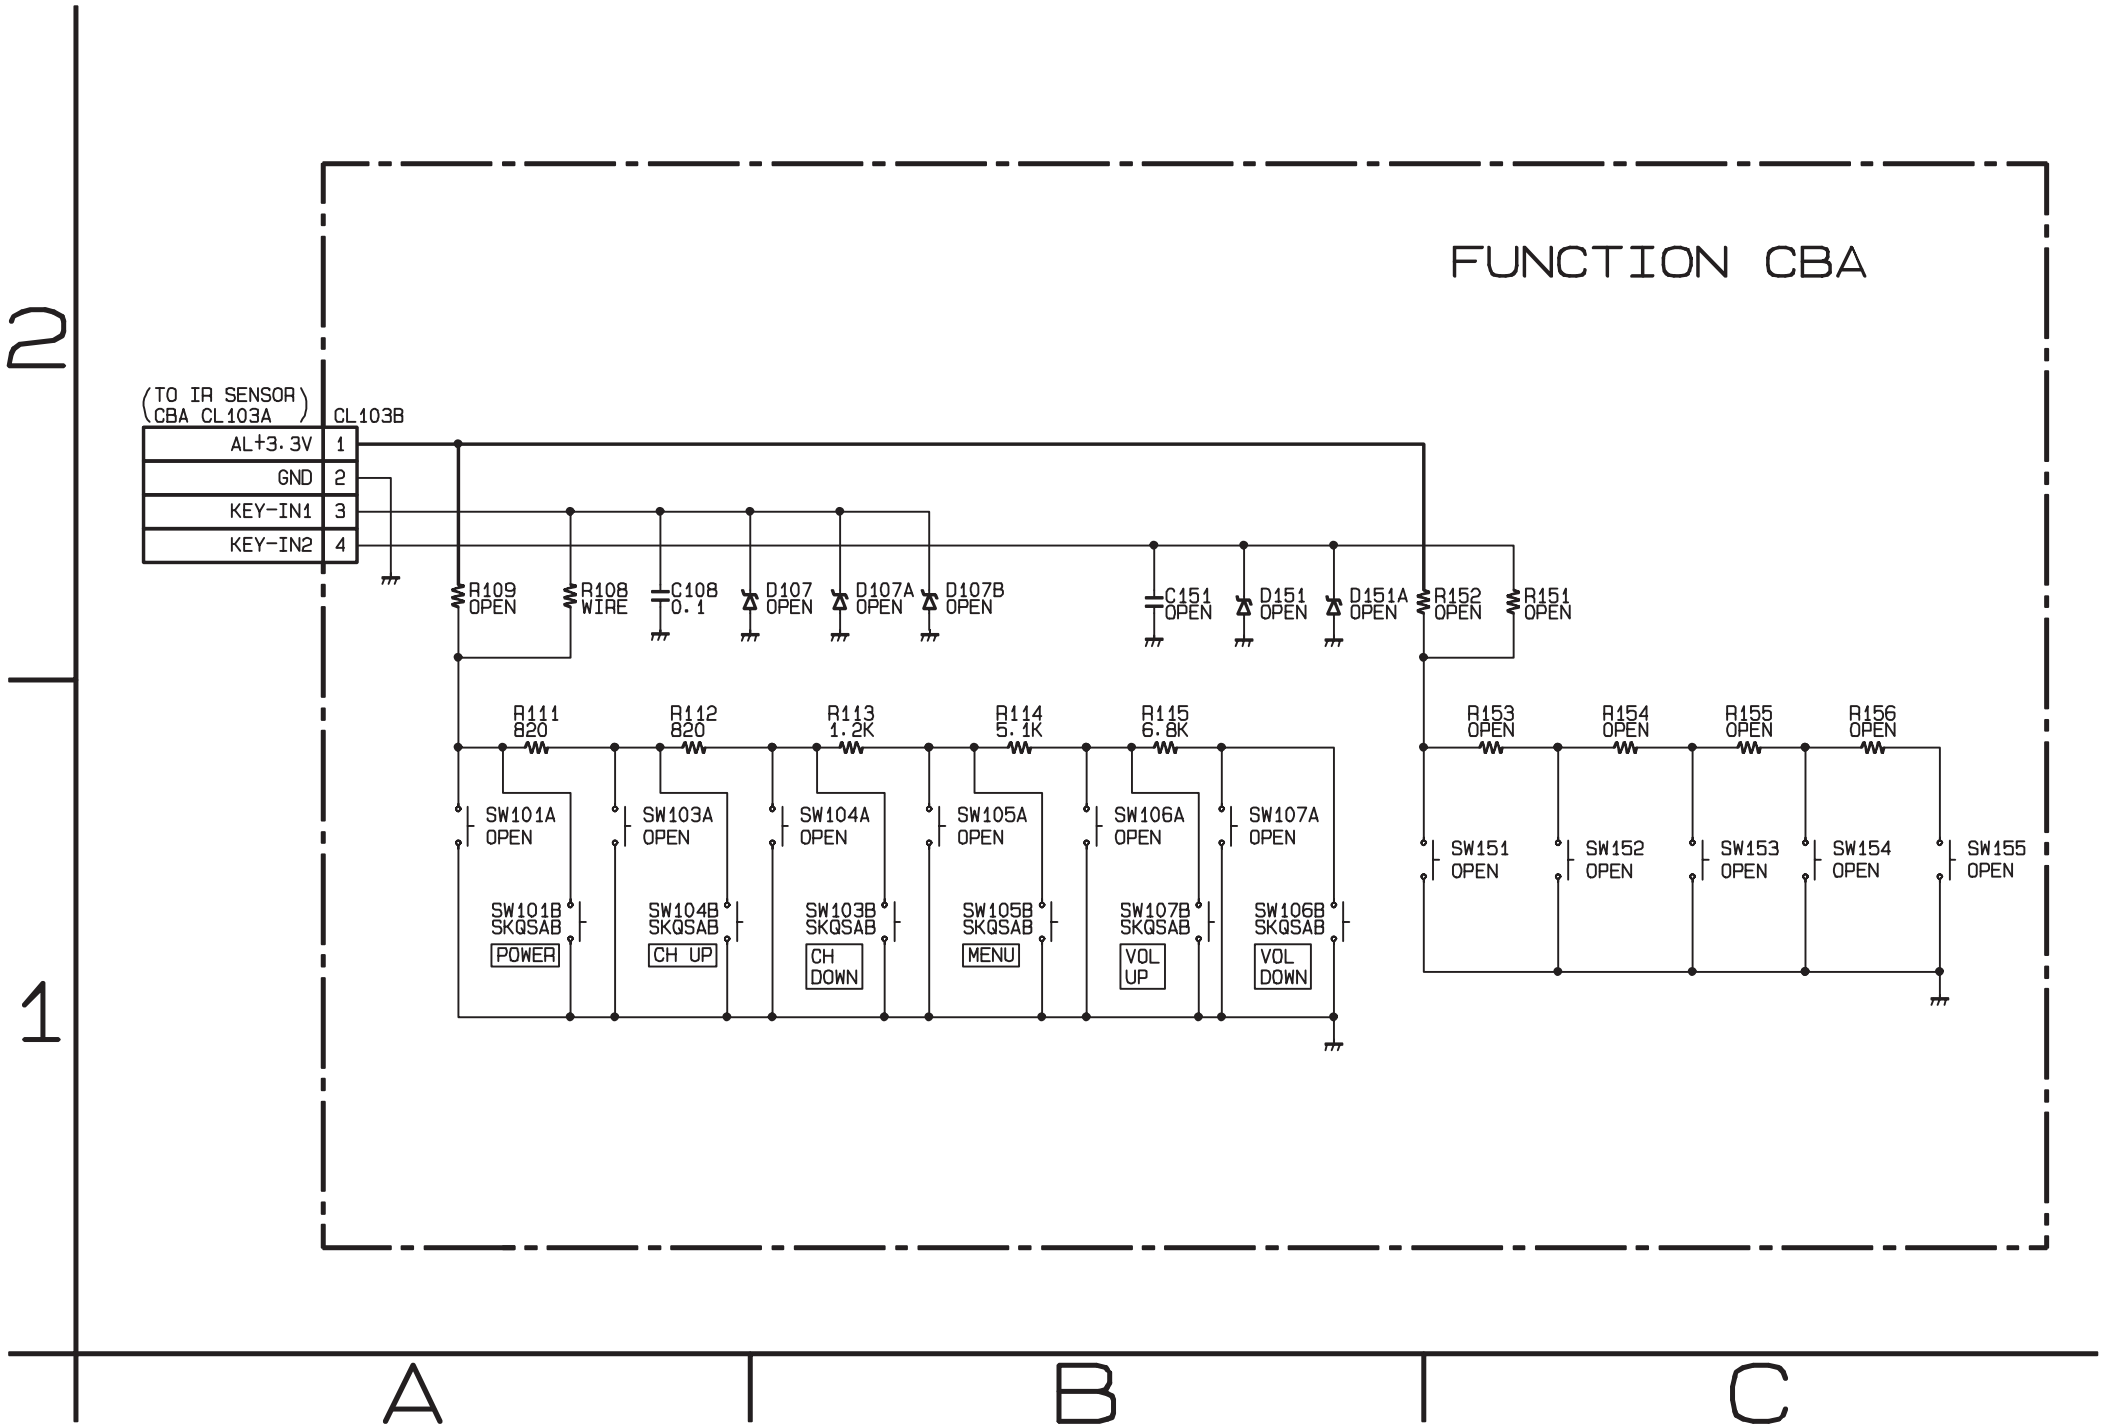 FUNCTION CBA
2
(TO IR SENSOR
CBA CL103A)
CL103B
AL+3.3V 1
GND 2
KEY-IN1 3
KEY-IN2 4
R109
OPEN
R108
WIRE
C108
0.1
D107
OPEN
D107A
OPEN
D107B
OPEN
C151
OPEN
D151
OPEN
D151A
OPEN
R152
OPEN
R151
OPEN
R111
820
R112
820
R113
1.2K
R114
5.1K
R115
6.8K
R153
OPEN
R154
OPEN
R155
OPEN
R156
OPEN
SW101A
OPEN
SW103A
OPEN
SW104A
OPEN
SW105A
OPEN
SW106A
OPEN
SW107A
OPEN
SW151
OPEN
SW152
OPEN
SW153
OPEN
SW154
OPEN
SW155
OPEN
SW101B
SKQSAB
POWER
SW104B
SKQSAB
CH UP
SW103B
SKQSAB
CH
DOWN
SW105B
SKQSAB
MENU
SW107B
SKQSAB
VOL
UP
SW106B
SKQSAB
VOL
DOWN
1
A
B
C